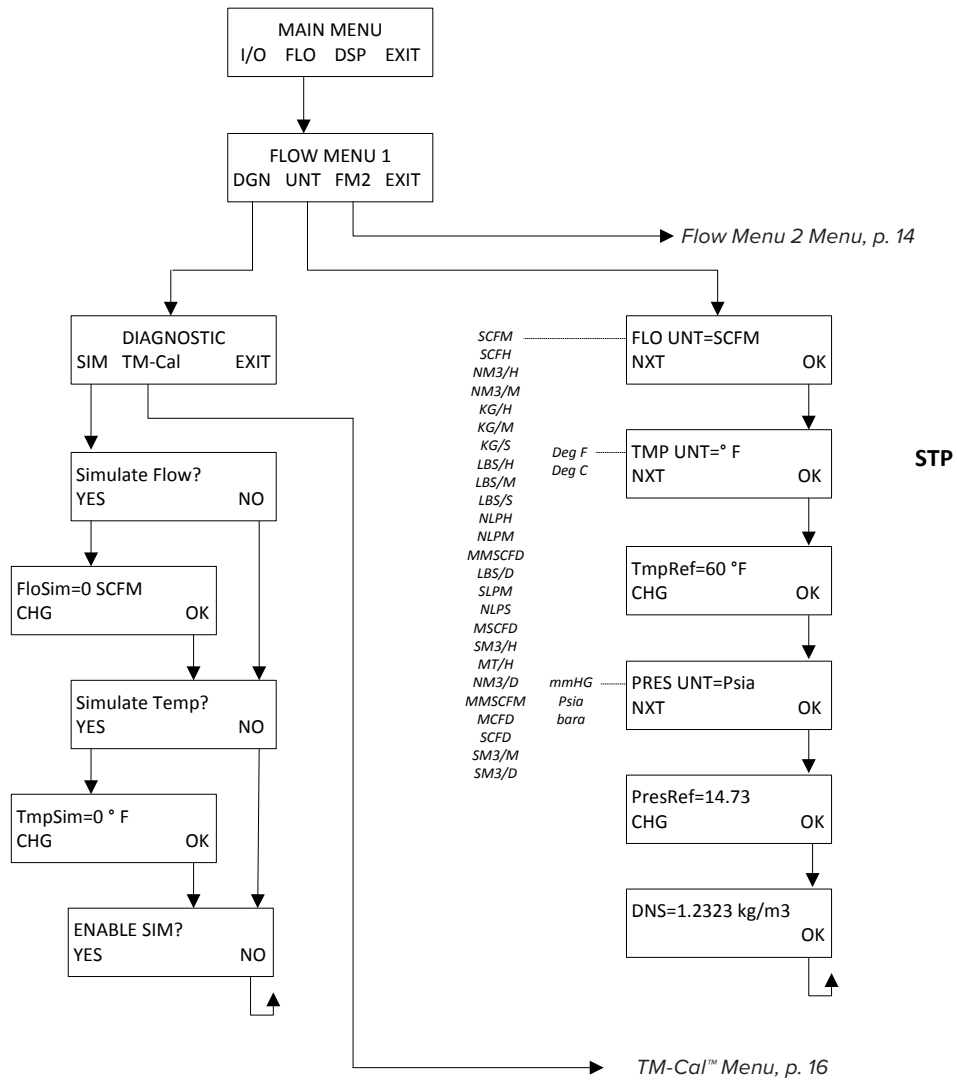 MAIN MENU
I/O FLO DSP EXIT
FLOW MENU 1
DGN UNT FM2 EXIT
Flow Menu 2 Menu, p. 14
DIAGNOSTIC
SIM TM-Cal EXIT
Simulate Flow?
YES NO
FloSim=0 SCFM
CHG OK
Simulate Temp?
YES NO
TmpSim=0 ° F
CHG OK
ENABLE SIM?
YES NO
SCFM
SCFH
NM3/H
NM3/M
KG/H
KG/M
KG/S
LBS/H
LBS/M
LBS/S
NLPH
NLPM
MMSCFD
LBS/D
SLPM
NLPS
MSCFD
SM3/H
MT/H
NM3/D
MMSCFM
MCFD
SCFD
SM3/M
SM3/D
FLO UNT=SCFM
NXT OK
Deg F
Deg C
TMP UNT=° F
NXT OK
STP
TmpRef=60 °F
CHG OK
mmHG
Psia
bara
PRES UNT=Psia
NXT OK
PresRef=14.73
CHG OK
DNS=1.2323 kg/m3
OK
TM-Cal™ Menu, p. 16